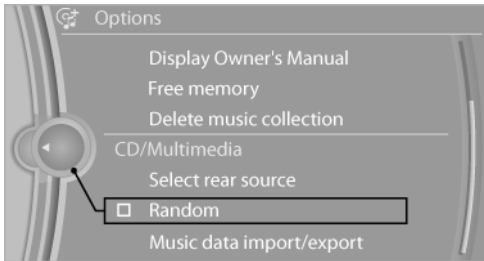 Options
Display Owner's Manual
Free memory
Delete music collection
CD/Multimedia
Select rear source
Random
Music data import/export